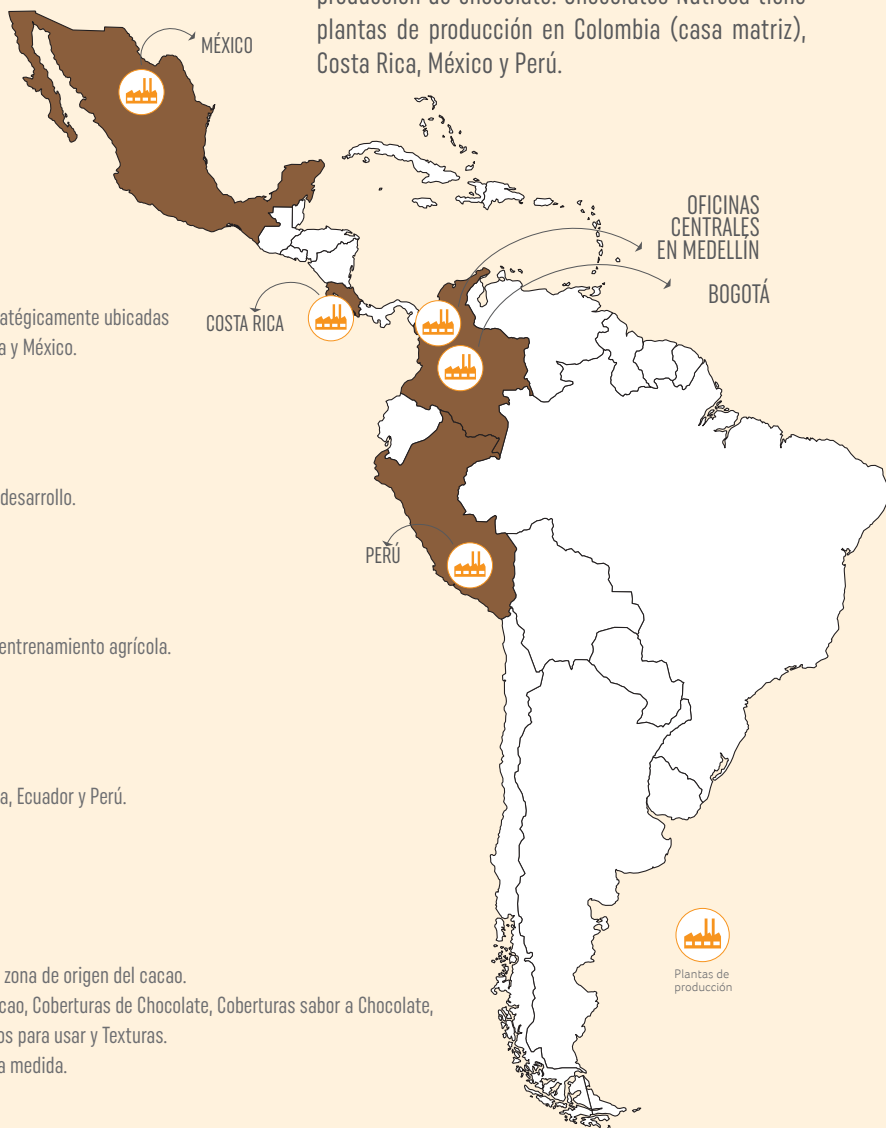 plantas de producción en Colombia (casa matriz),
Costa Rica, México y Perú.
MÉXICO
OFICINAS
CENTRALES
EN MEDELLÍN
BOGOTÁ
COSTA RICA
atégicamente ubicadas
a y México.
desarrollo.
PERÚ
entrenamiento agrícola.
a, Ecuador y Perú.
Plantas de
producción
zona de origen del cacao.
cao, Coberturas de Chocolate, Coberturas sabor a Chocolate,
os para usar y Texturas.
a medida.